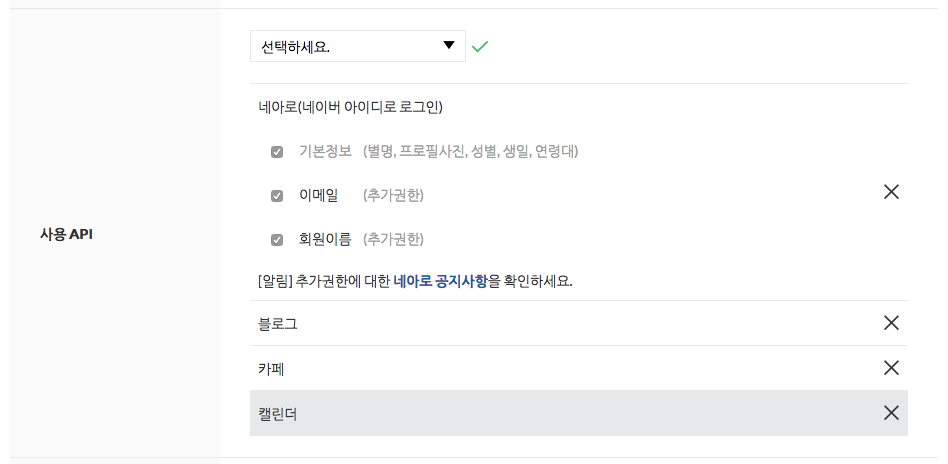 선택하세요.
네아로(네이버 아이디로 로그인)
기본정보 (별명, 프로필사진, 성별, 생일, 연령대)
이메일 (추가권한)
사용 API
회원이름 (추가권한)
[알림] 추가권한에 대한 네아로 공지사항을 확인하세요.
블로그
카페
캘린더